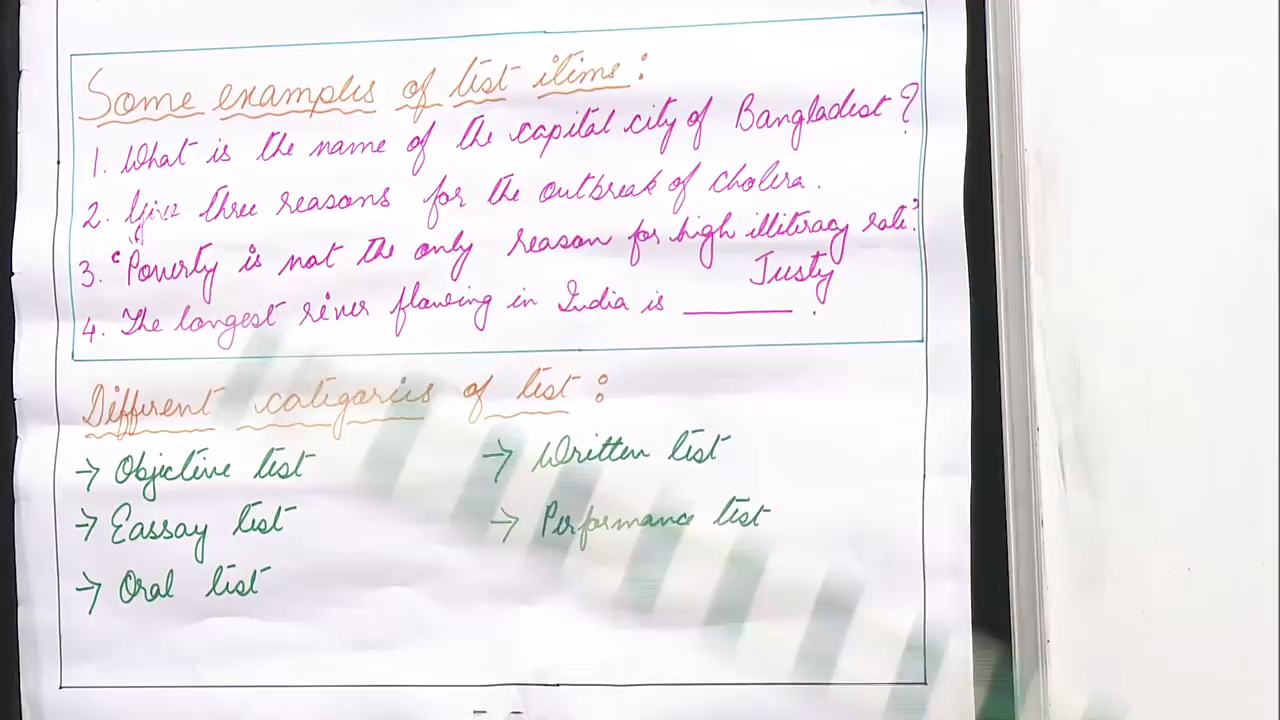 Some examples of test items:
1. What is the name of the capital city of Bangladest?
2. Give three reasons for the outbreak of cholera.
3. "Poverty is not the only reason for high illiteracy rate."
Justy
4. The longest river flowing in India is ______.
Different categories of test:
→ Objective test → Written test
→ Eassay test → Performance test
→ Oral test